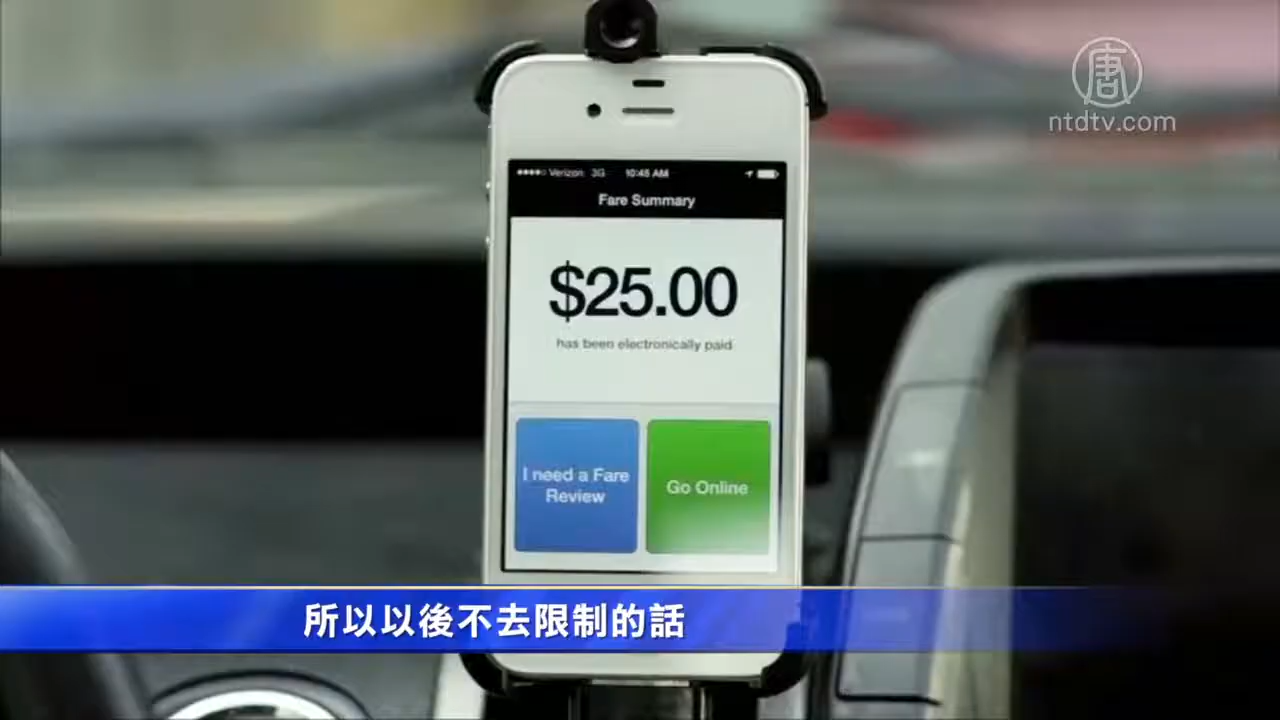 唐
ntdtv.com
Verizon 3G 10:45 AM
Fare Summary
$25.00
has been electronically paid
I need a Fare
Review
Go Online
所以以後不去限制的話